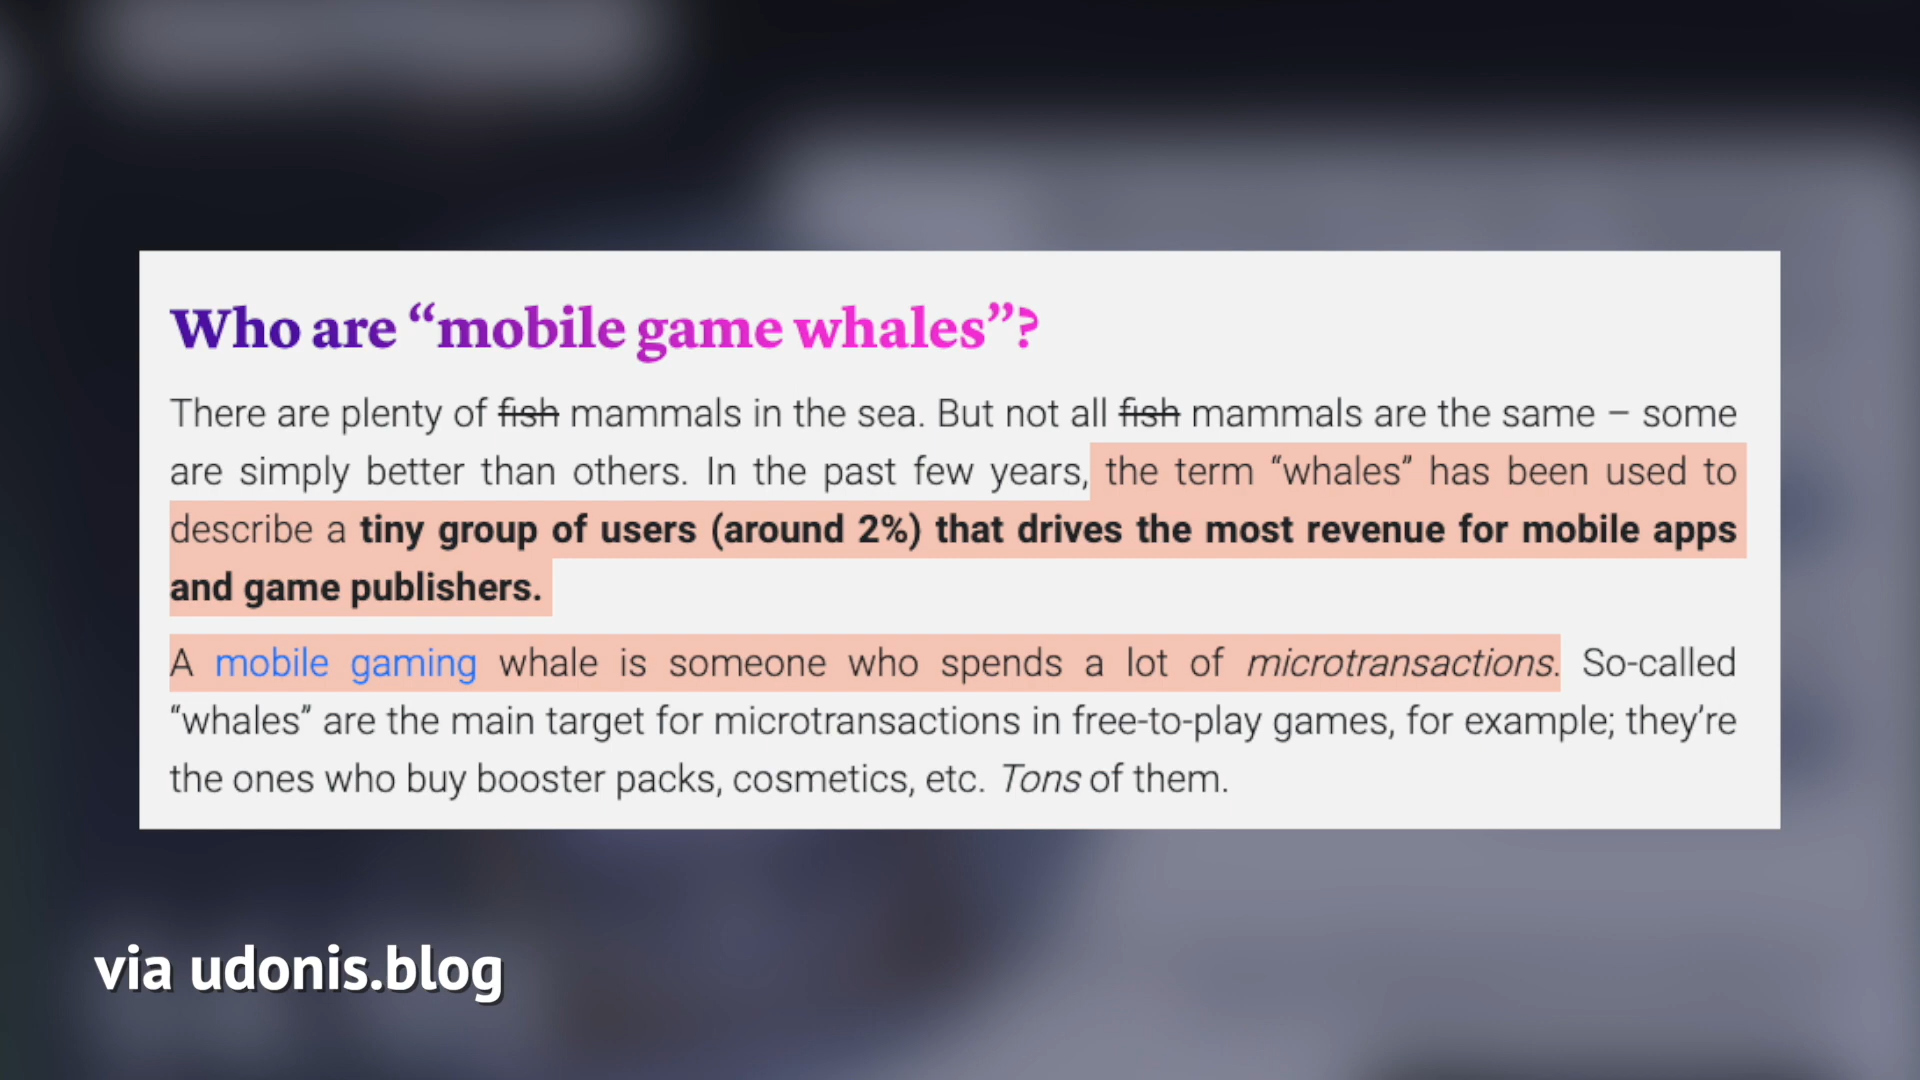 Who are “mobile game whales”?
There are plenty of fish mammals in the sea. But not all fish mammals are the same – some
are simply better than others. In the past few years, the term “whales” has been used to
describe a tiny group of users (around 2%) that drives the most revenue for mobile apps
and game publishers.
A mobile gaming whale is someone who spends a lot of microtransactions. So-called
“whales” are the main target for microtransactions in free-to-play games, for example; they’re
the ones who buy booster packs, cosmetics, etc. Tons of them.
via udonis.blog